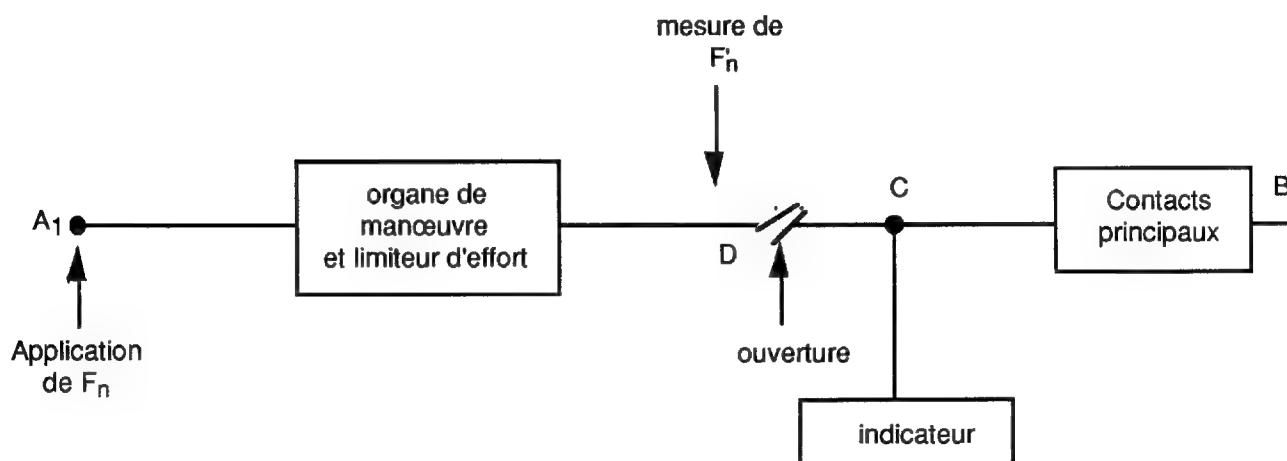 mesure de
F'n
A1
organe de
manœuvre
et limiteur d'effort
D
C
Contacts
principaux
B
Application
de Fn
ouverture
indicateur